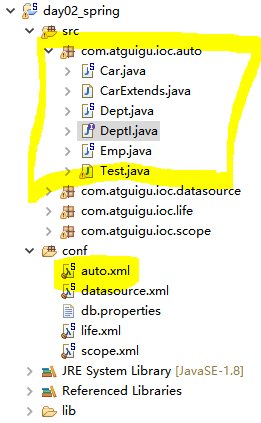 day02_spring
src
com.atguigu.ioc.auto
Car.java
CarExtends.java
Dept.java
DeptI.java
Emp.java
Test.java
com.atguigu.ioc.datasource
com.atguigu.ioc.life
com.atguigu.ioc.scope
conf
auto.xml
datasource.xml
db.properties
life.xml
scope.xml
JRE System Library [JavaSE-1.8]
Referenced Libraries
lib